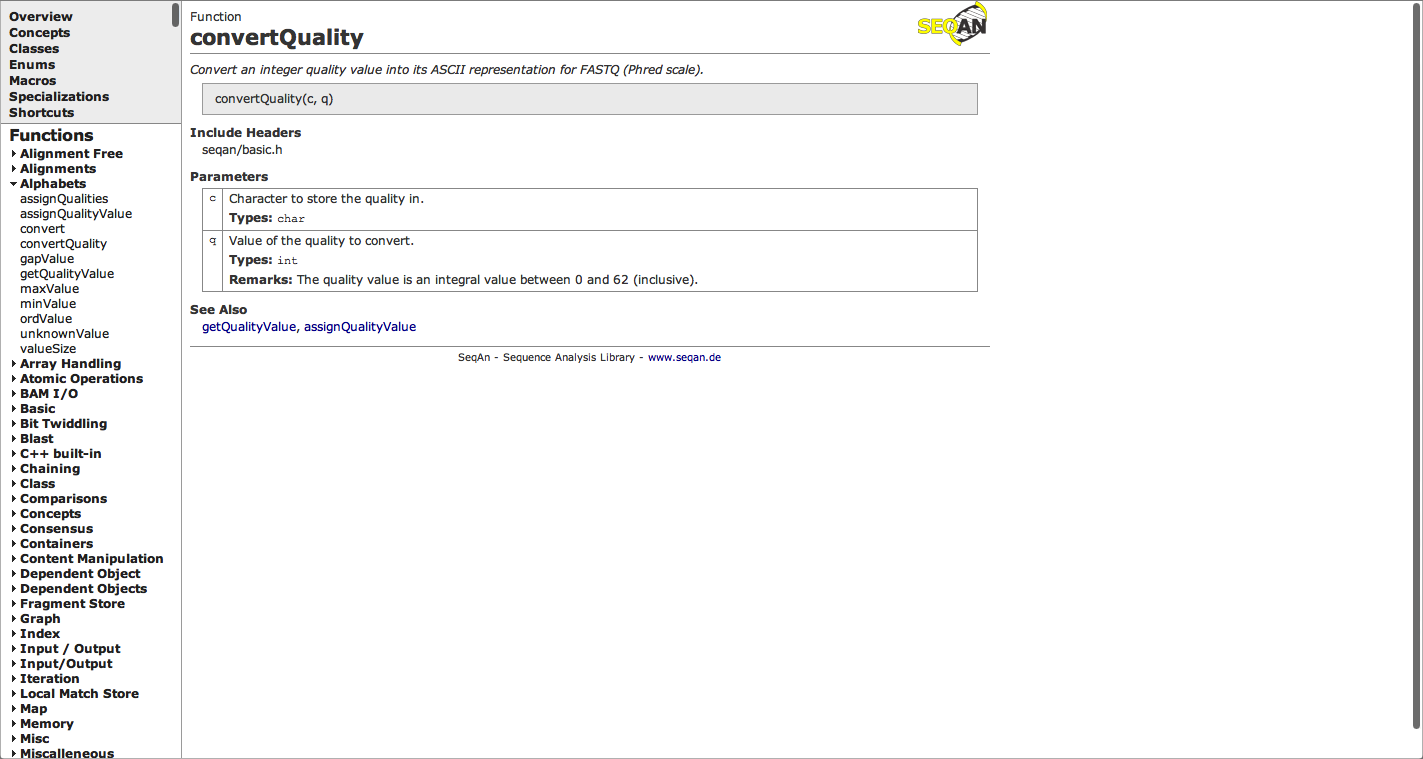 Overview
Concepts
Classes
Enums
Macros
Specializations
Shortcuts
Functions
Alignment Free
Alignments
Alphabets
assignQualities
assignQualityValue
convert
convertQuality
gapValue
getQualityValue
maxValue
minValue
ordValue
unknownValue
valueSize
Array Handling
Atomic Operations
BAM I/O
Basic
Bit Twiddling
Blast
C++ built-in
Chaining
Class
Comparisons
Concepts
Consensus
Containers
Content Manipulation
Dependent Object
Dependent Objects
Fragment Store
Graph
Index
Input / Output
Input/Output
Iteration
Local Match Store
Map
Memory
Misc
Miscalleneous
Function
convertQuality
SEQAN
Convert an integer quality value into its ASCII representation for FASTQ (Phred scale).
convertQuality(c, q)
Include Headers
seqan/basic.h
Parameters
c Character to store the quality in.
Types: char
q Value of the quality to convert.
Types: int
Remarks: The quality value is an integral value between 0 and 62 (inclusive).
See Also
getQualityValue, assignQualityValue
SeqAn - Sequence Analysis Library - www.seqan.de